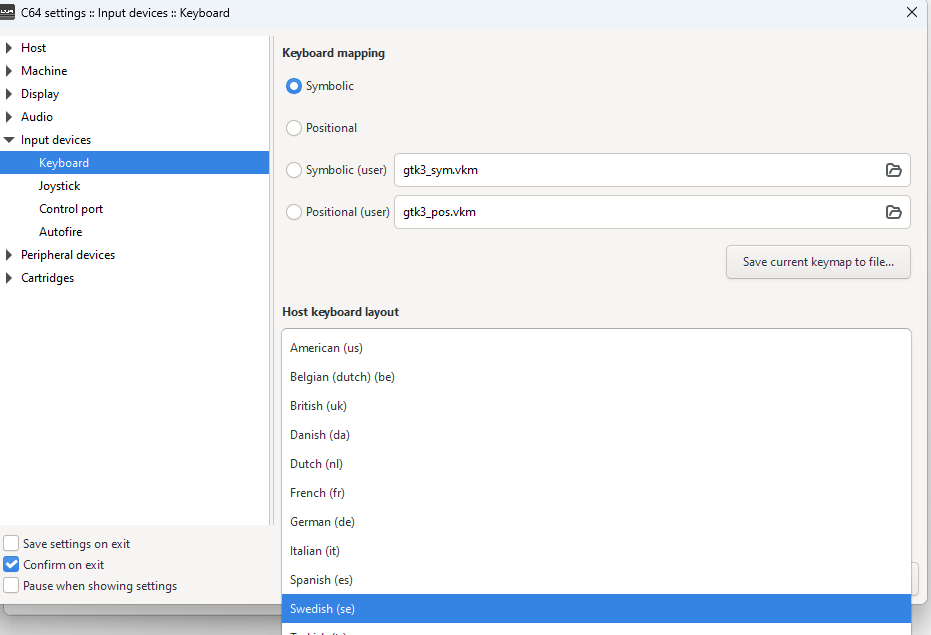 C64 settings :: Input devices :: Keyboard
Host
Machine
Display
Audio
Input devices
Keyboard
Joystick
Control port
Autofire
Peripheral devices
Cartridges
Save settings on exit
Confirm on exit
Pause when showing settings
Keyboard mapping
Symbolic
Positional
Symbolic (user) gtk3_sym.vkm
Positional (user) gtk3_pos.vkm
Save current keymap to file...
Host keyboard layout
American (us)
Belgian (dutch) (be)
British (uk)
Danish (da)
Dutch (nl)
French (fr)
German (de)
Italian (it)
Spanish (es)
Swedish (se)